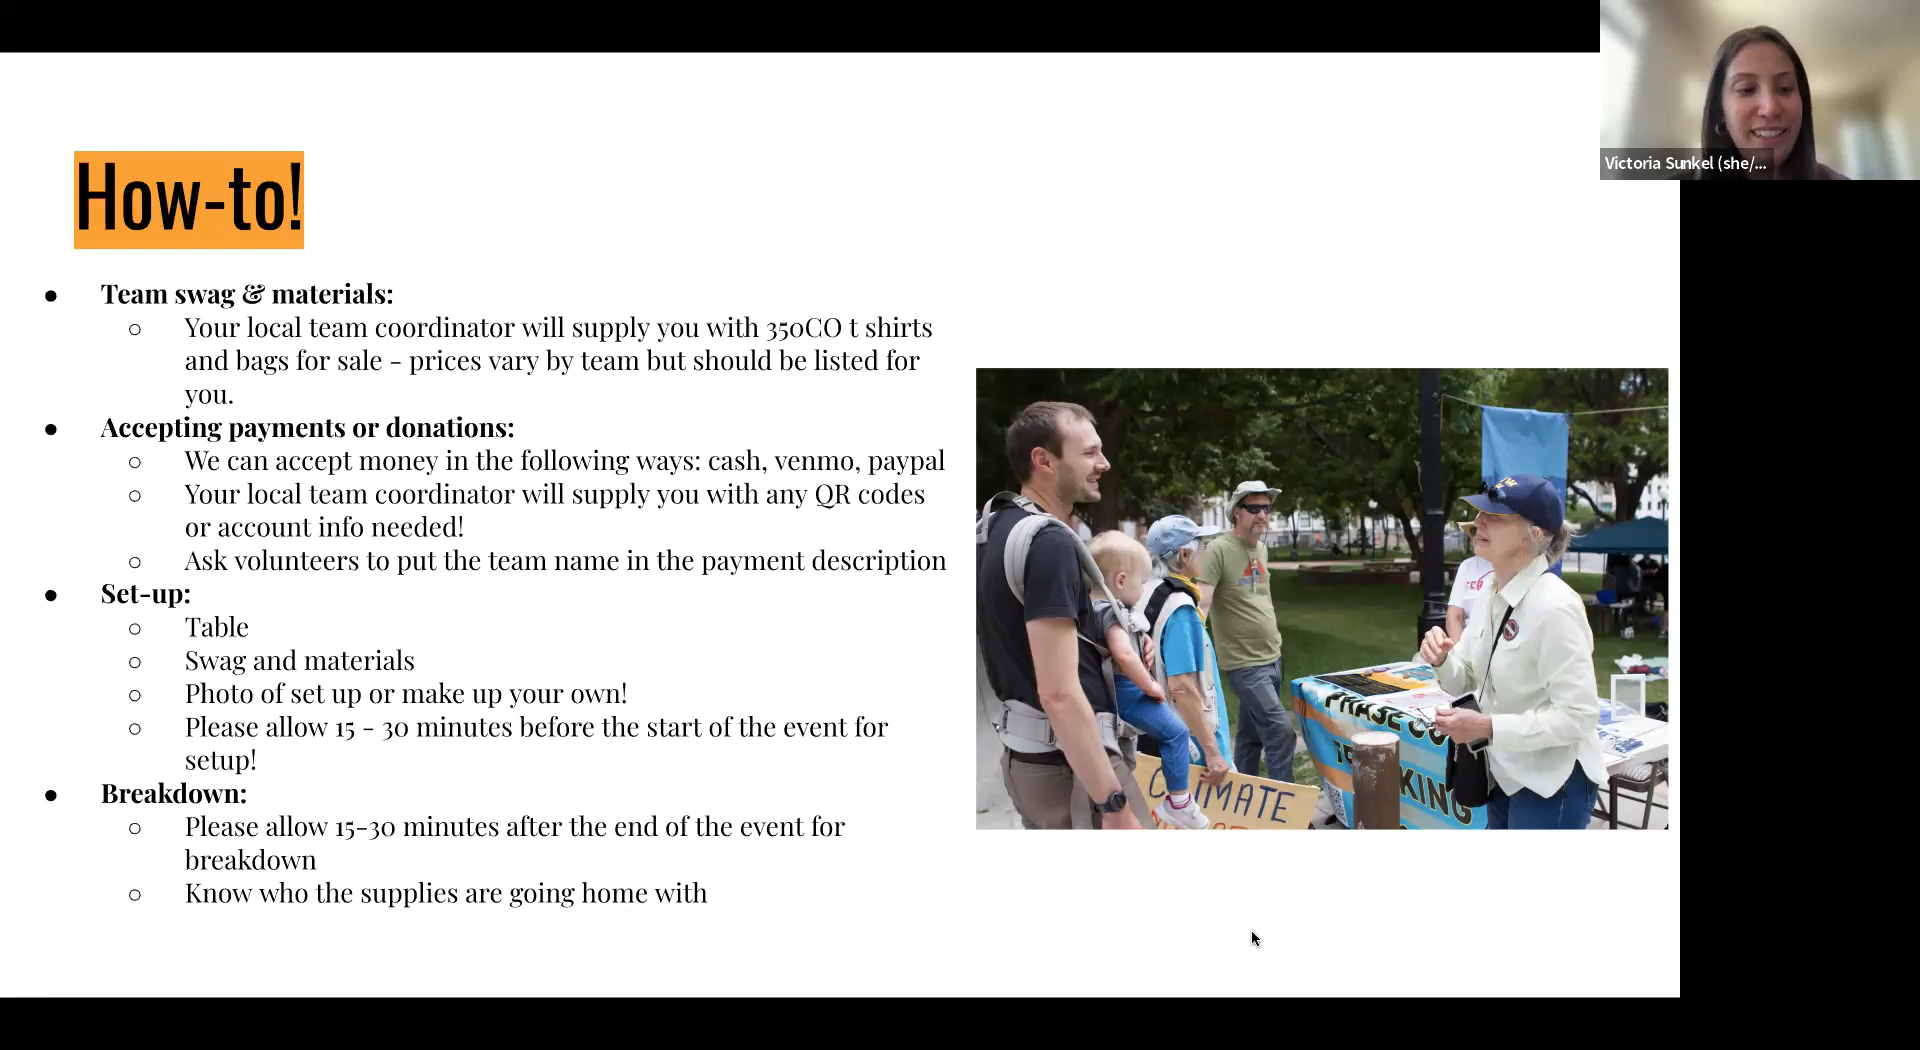 Victoria Sunkel (she/...
How-to!
● Team swag & materials:
○ Your local team coordinator will supply you with 350CO t shirts
and bags for sale - prices vary by team but should be listed for
you.
● Accepting payments or donations:
○ We can accept money in the following ways: cash, venmo, paypal
○ Your local team coordinator will supply you with any QR codes
or account info needed!
○ Ask volunteers to put the team name in the payment description
● Set-up:
○ Table
○ Swag and materials
○ Photo of set up or make up your own!
○ Please allow 15 - 30 minutes before the start of the event for
setup!
● Breakdown:
○ Please allow 15-30 minutes after the end of the event for
breakdown
○ Know who the supplies are going home with
PHASE
KING
CLIMATE